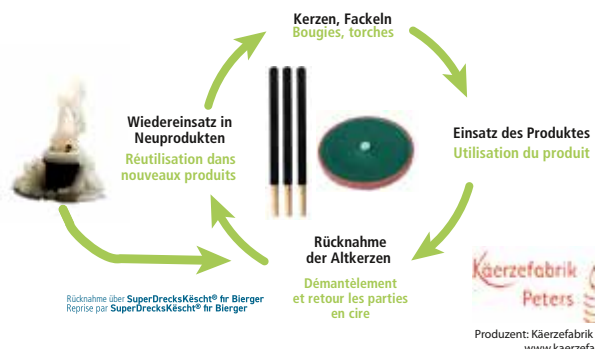 Kerzen, Fackeln
Bougies, torches
Wiedereinsatz in
Neuprodukten
Réutilisation dans
nouveaux produits
Einsatz des Produktes
Utilisation du produit
Rücknahme
der Altkerzen
Démantèlement
et retour les parties
en cire
Rücknahme über SuperDrecksKëscht® fir Bierger
Reprise par SuperDrecksKëscht® fir Bierger
Käerzefabrik
Peters
Produzent: Käerzefabrik